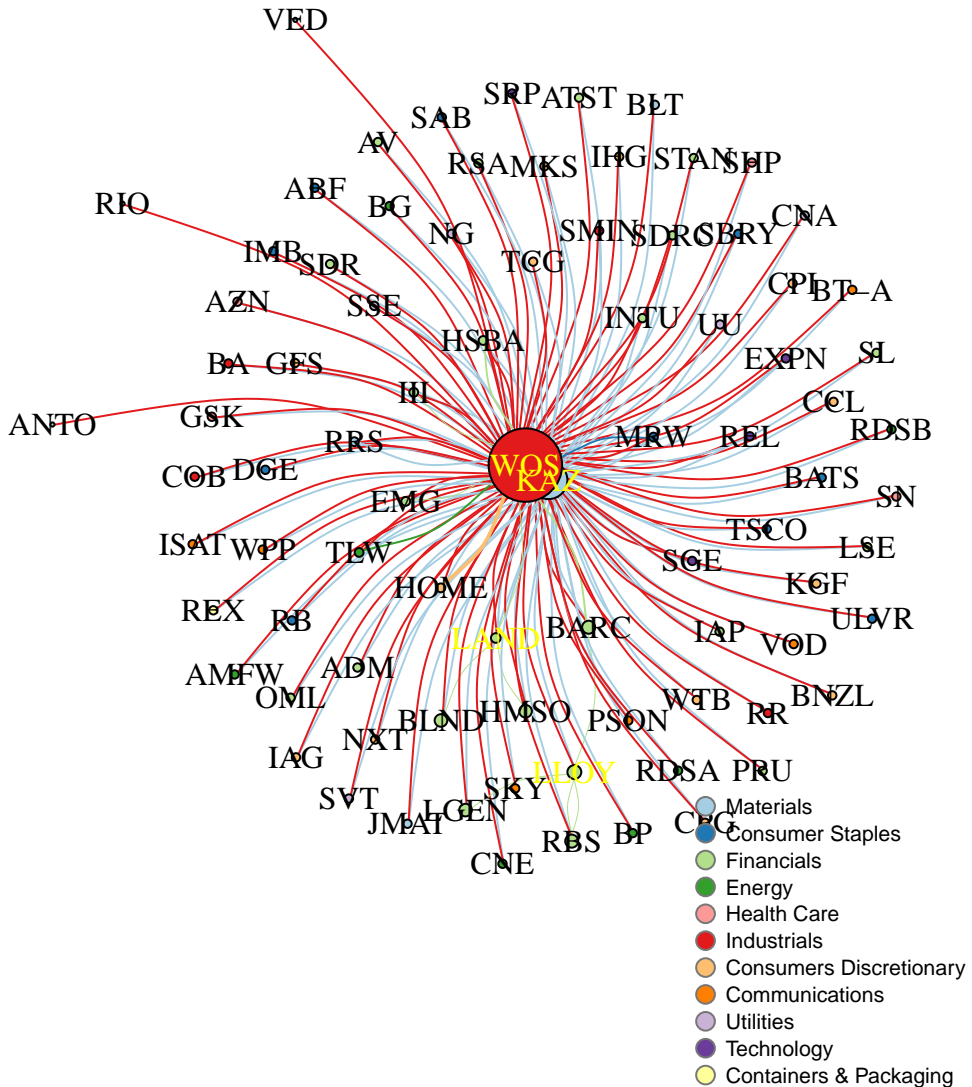 VED
SRP
ATST
BLT
SAB
AV
RSA
MKS
IHG
STAN
SHP
ABF
RIO
BG
CNA
NG
SMIN
SDRC
SBRY
IMB
SDR
TCG
CPI
BT−A
AZN
SSE
INTU
UU
HSBA
EXPN
SL
BA
GFS
III
CCL
ANTO
GSK
RRS
MRW
REL
RDSB
WOS
COB
DGE
KAZ
BATS
SN
EMG
TSCO
ISAT
WPP
TLW
LSE
SGE
HOME
KGF
REX
RB
LAND
BARC
IAP
ULVR
VOD
AMFW
ADM
OML
WTB
BNZL
BLND
HMSO
PSON
RR
IAG
NXT
LLOY
RDSA
PRU
SVT
SKY
JMAT
LGEN
CPG
RBS
BP
CNE
Materials
Consumer Staples
Financials
Energy
Health Care
Industrials
Consumers Discretionary
Communications
Utilities
Technology
Containers & Packaging